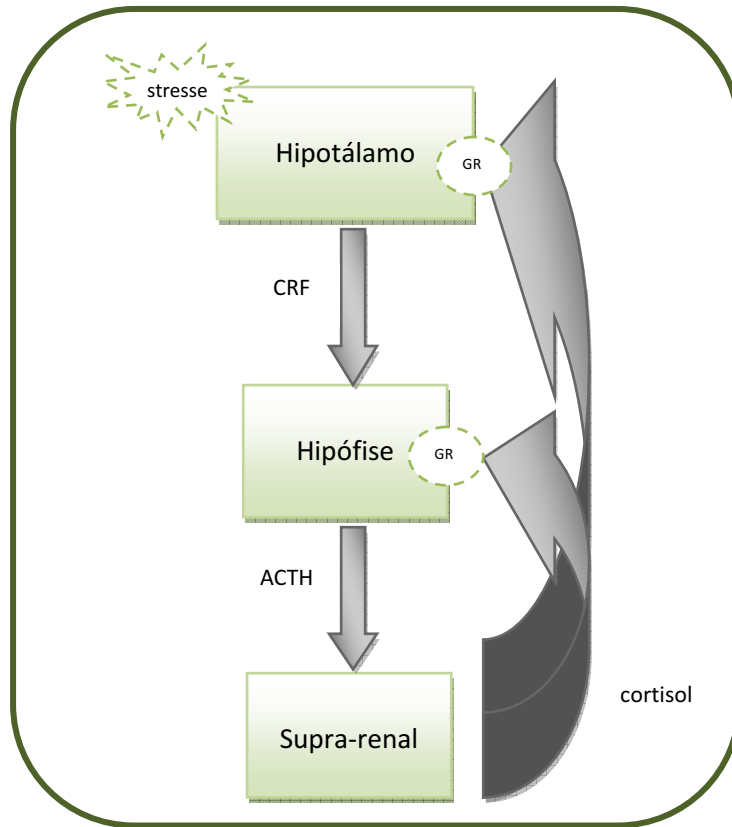 stresse
Hipotálamo
GR
CRF
Hipófise
GR
ACTH
Supra-renal
cortisol